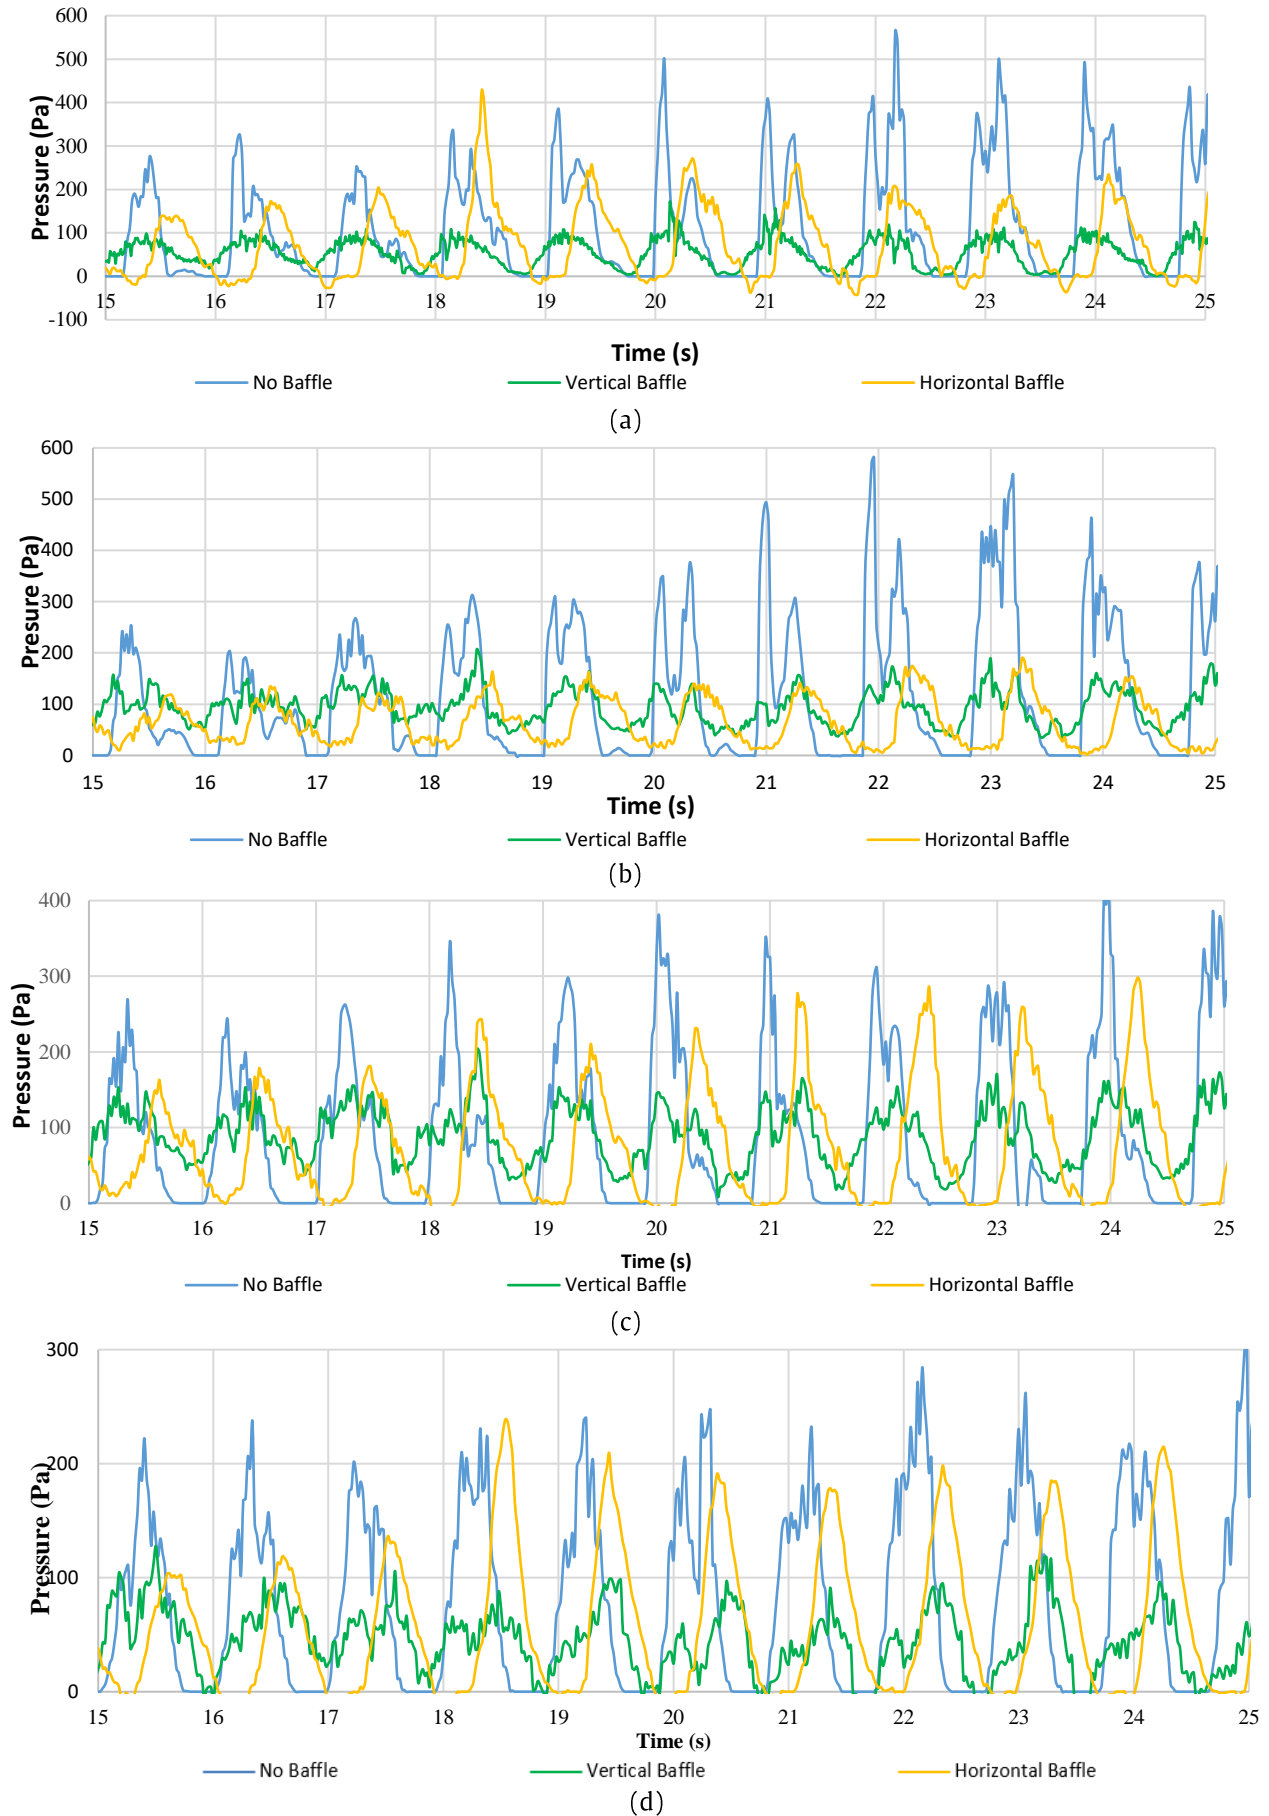 600
500
400
300
200
100
0
-100
Pressure (Pa)
15 16 17 18 19 20 21 22 23 24 25
Time (s)
No Baffle Vertical Baffle Horizontal Baffle
(a)
600
500
400
300
200
100
0
Presure (Pa)
15 16 17 18 19 20 21 22 23 24 25
Time (s)
No Baffle Vertical Baffle Horizontal Baffle
(b)
400
300
200
100
0
Pressure (Pa)
15 16 17 18 19 20 21 22 23 24 25
Time (s)
No Baffle Vertical Baffle Horizontal Baffle
(c)
300
200
100
0
Pressure (Pa)
15 16 17 18 19 20 21 22 23 24 25
Time (s)
No Baffle Vertical Baffle Horizontal Baffle
(d)